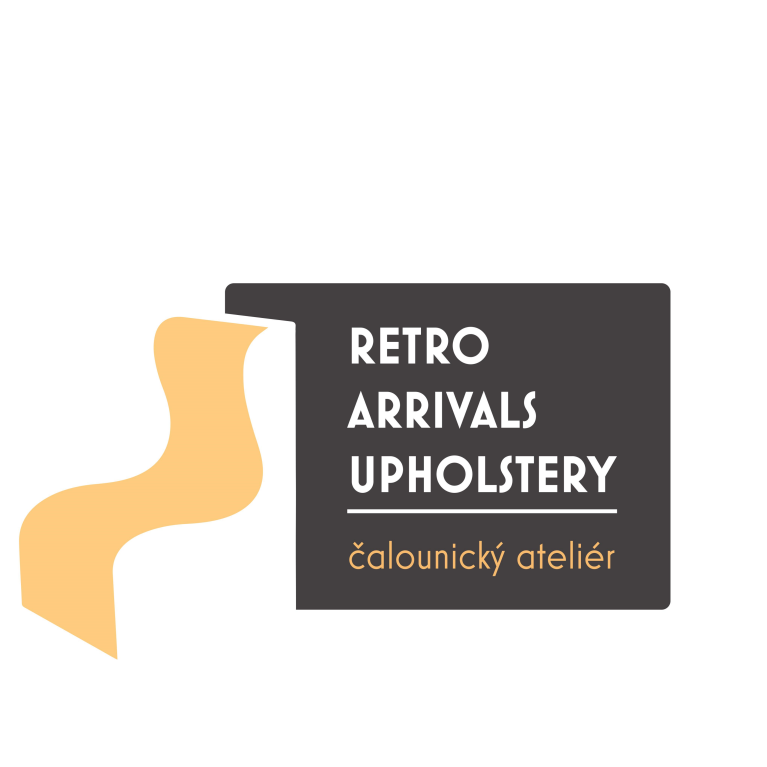 RETRO
ARRIVALS
UPHOLSTERY
čalounický ateliér